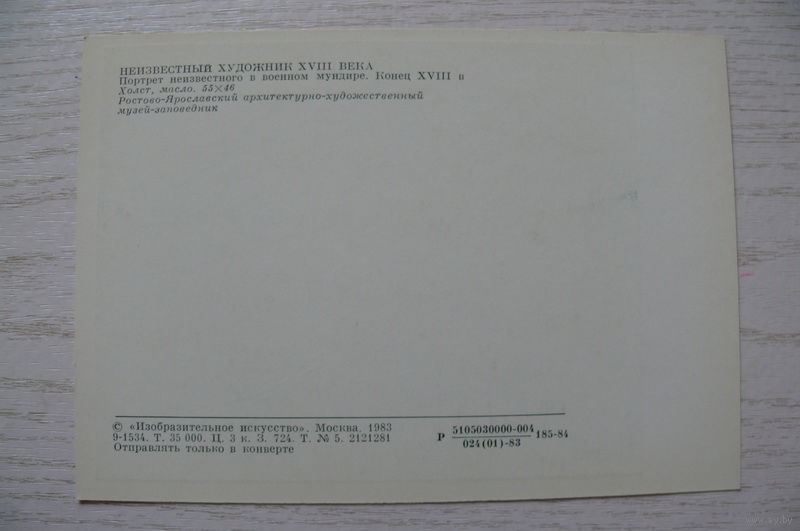 НЕИЗВЕСТНЫЙ ХУДОЖНИК XVIII ВЕКА
Портрет неизвестного в военном мундире. Конец XVIII в
Холст, масло. 55×46
Ростово-Ярославский архитектурно-художественный
музей-заповедник
© «Изобразительное искусство». Москва. 1983
9-1534. Т. 35 000. Ц. 3 к. З. 724. Т. № 5. 2121281
Отправлять только в конверте
Р 5105030000-004 185-84
024(01)-83